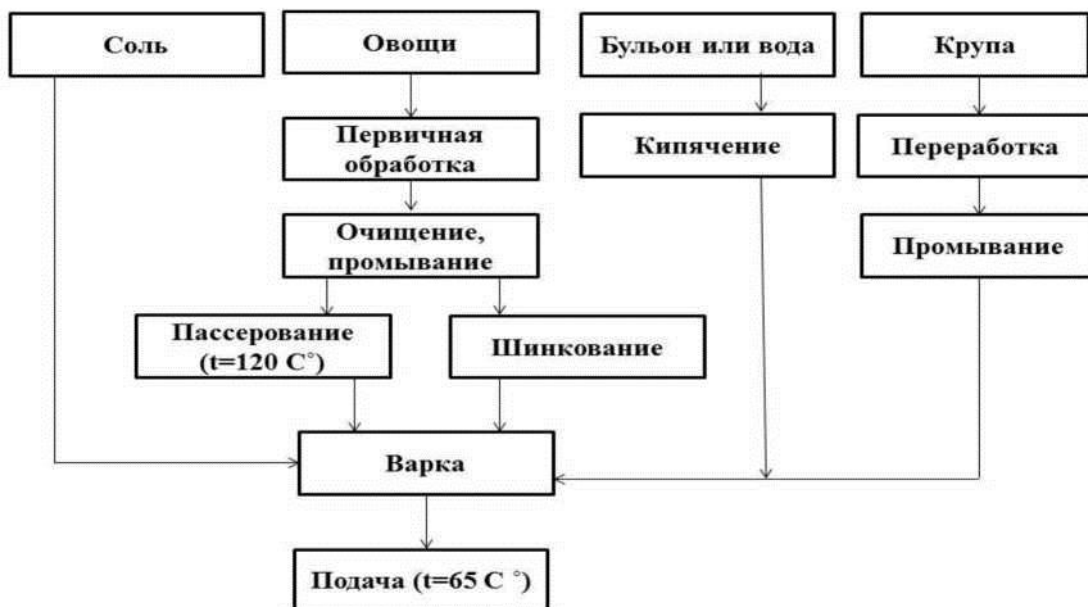 Соль
Овощи
Бульон или вода
Крупа
Первичная
обработка
Кипячение
Переработка
Очищение,
промывание
Промывание
Пассерование
(t=120 C˚)
Шинкование
Варка
Подача (t=65 C ˚)